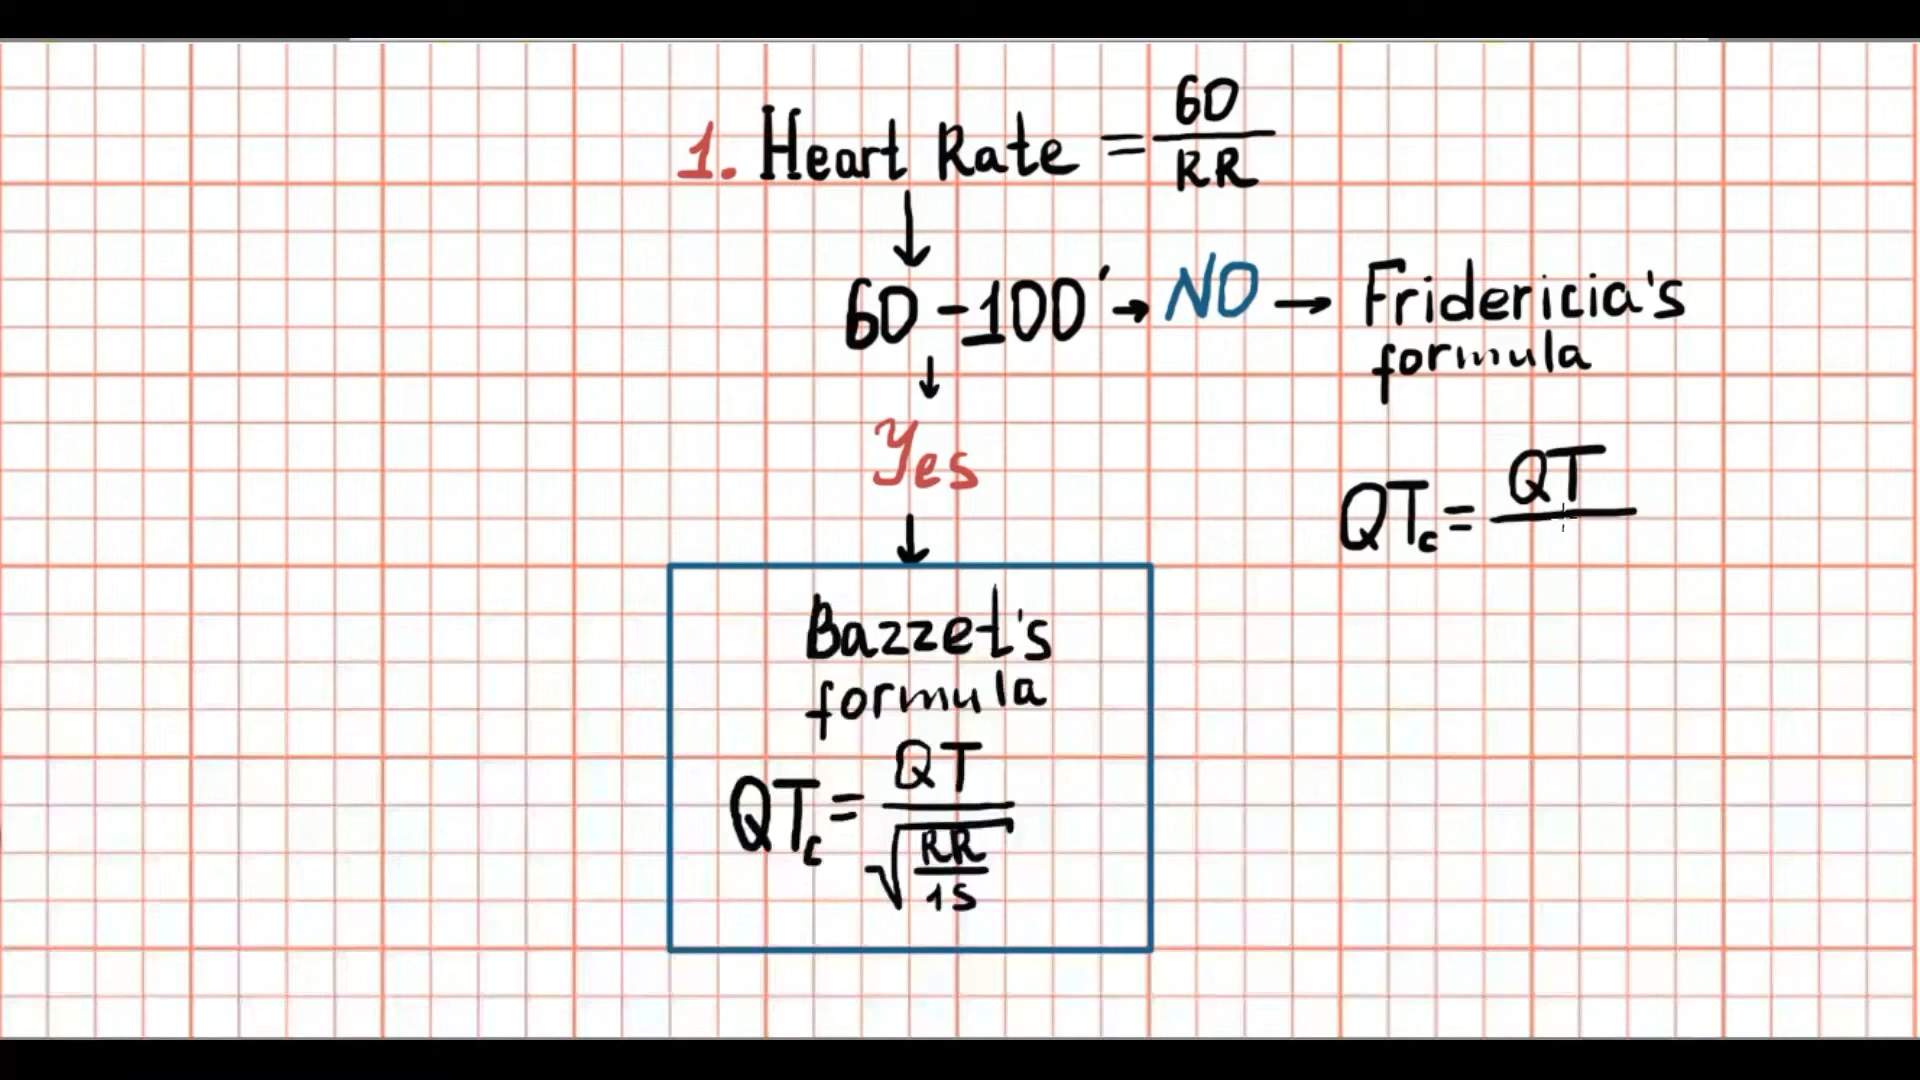 1. Heart Rate = 60/RR
60-100' → NO → Fridericia's
formula
Yes
QTc = QT
Bazzet's
formula
QTc = QT/√(RR/1s)